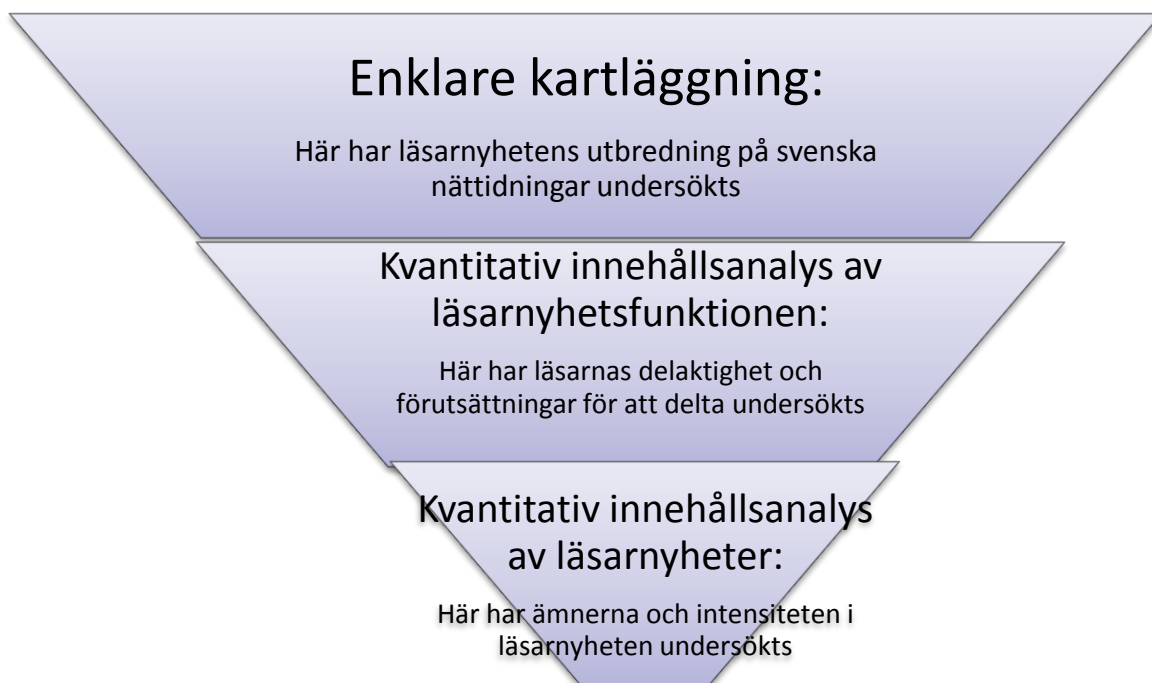 Enklare kartläggning:
Här har läsarnyhetens utbredning på svenska
nättidningar undersökts
Kvantitativ innehållsanalys av
läsarnyhetsfunktionen:
Här har läsarnas delaktighet och
förutsättningar för att delta undersökts
Kvantitativ innehållsanalys
av läsarnyheter:
Här har ämnerna och intensiteten i
läsarnyheten undersökts